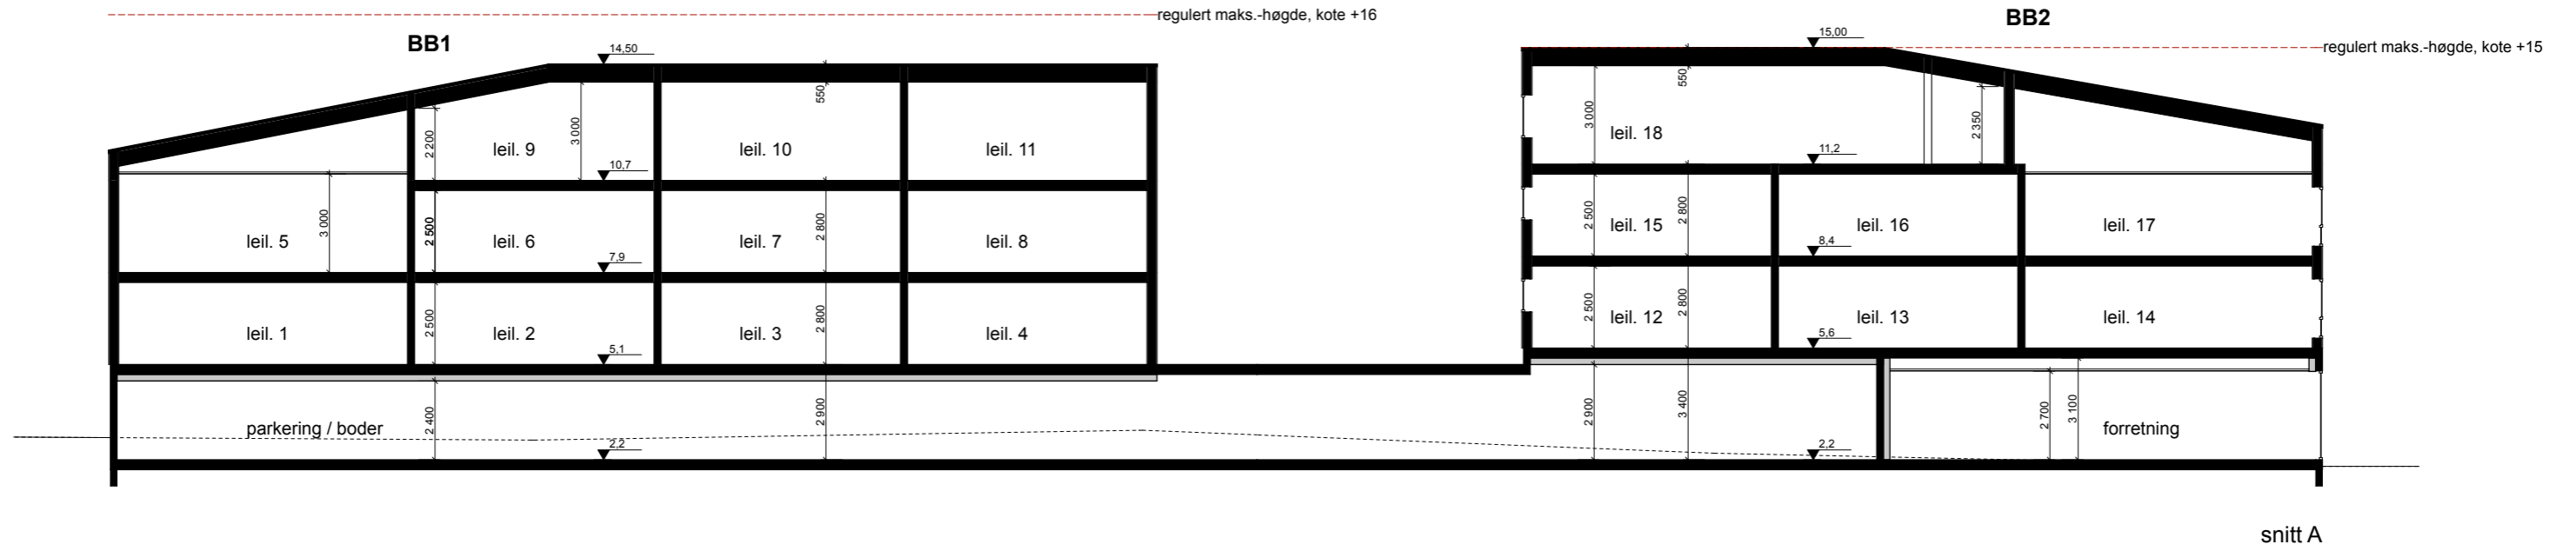 regulert maks.-høgde, kote +16
BB2
BB1
15,00
14,50
regulert maks.-høgde, kote +15
550
550
3 000
2 200
3 000
2 350
leil. 18
leil. 9
leil. 10
leil. 11
11,2
10,7
3 000
2 500
2 800
2 500
2 800
leil. 15
leil. 16
leil. 17
leil. 5
leil. 6
leil. 7
leil. 8
8,4
7,9
2 500
2 800
2 500
2 800
leil. 12
leil. 13
leil. 14
leil. 1
leil. 2
leil. 3
leil. 4
5,6
5,1
2 400
2 900
2 900
3 400
2 700
3 100
parkering / boder
forretning
2,2
2,2
snitt A